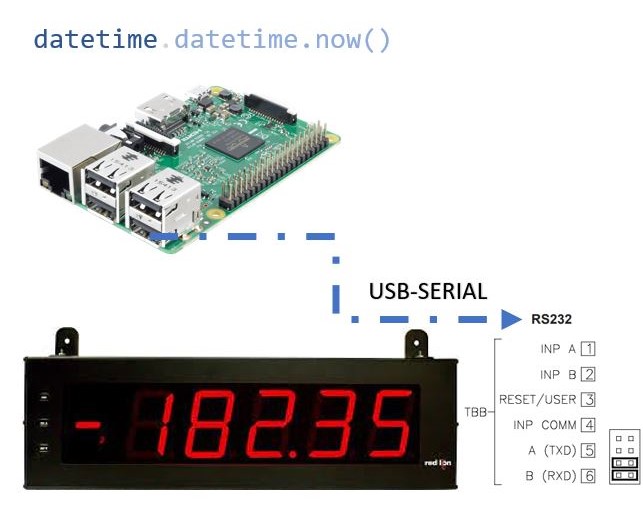 datetime.datetime.now()
USB-SERIAL
RS232
INP A 1
INP B 2
RESET/USER 3
TBB
INP COMM 4
A (TXD) 5
B (RXD) 6
-182.35
red lion